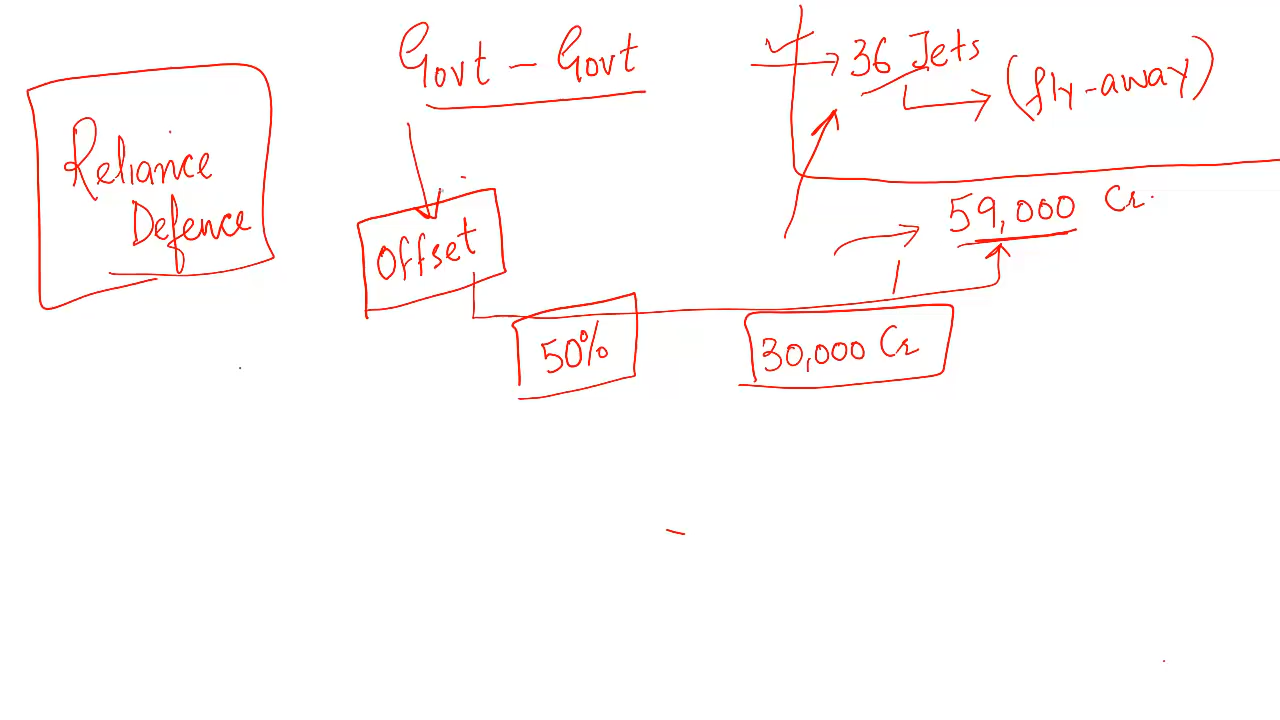 Govt - Govt
36 Jets
(fly-away)
Reliance
Defence
Offset
59,000 Cr.
50%
30,000 Cr